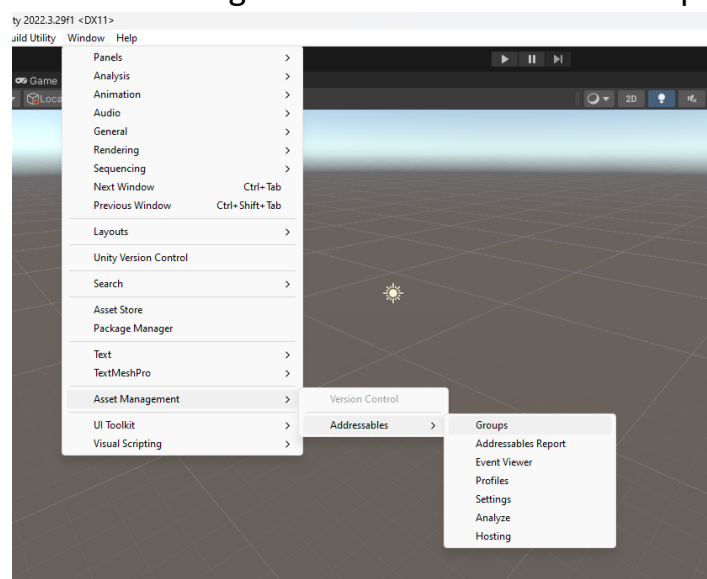 ty 2022.3.29f1 <DX11>
uild Utility Window Help
Panels
Analysis
Game
Animation
Loca
Audio
2D
General
Rendering
Sequencing
Next Window Ctrl+Tab
Previous Window Ctrl+Shift+Tab
Layouts
Unity Version Control
Search
Asset Store
Package Manager
Text
TextMeshPro
Asset Management
Version Control
UI Toolkit
Addressables
Groups
Visual Scripting
Addressables Report
Event Viewer
Profiles
Settings
Analyze
Hosting